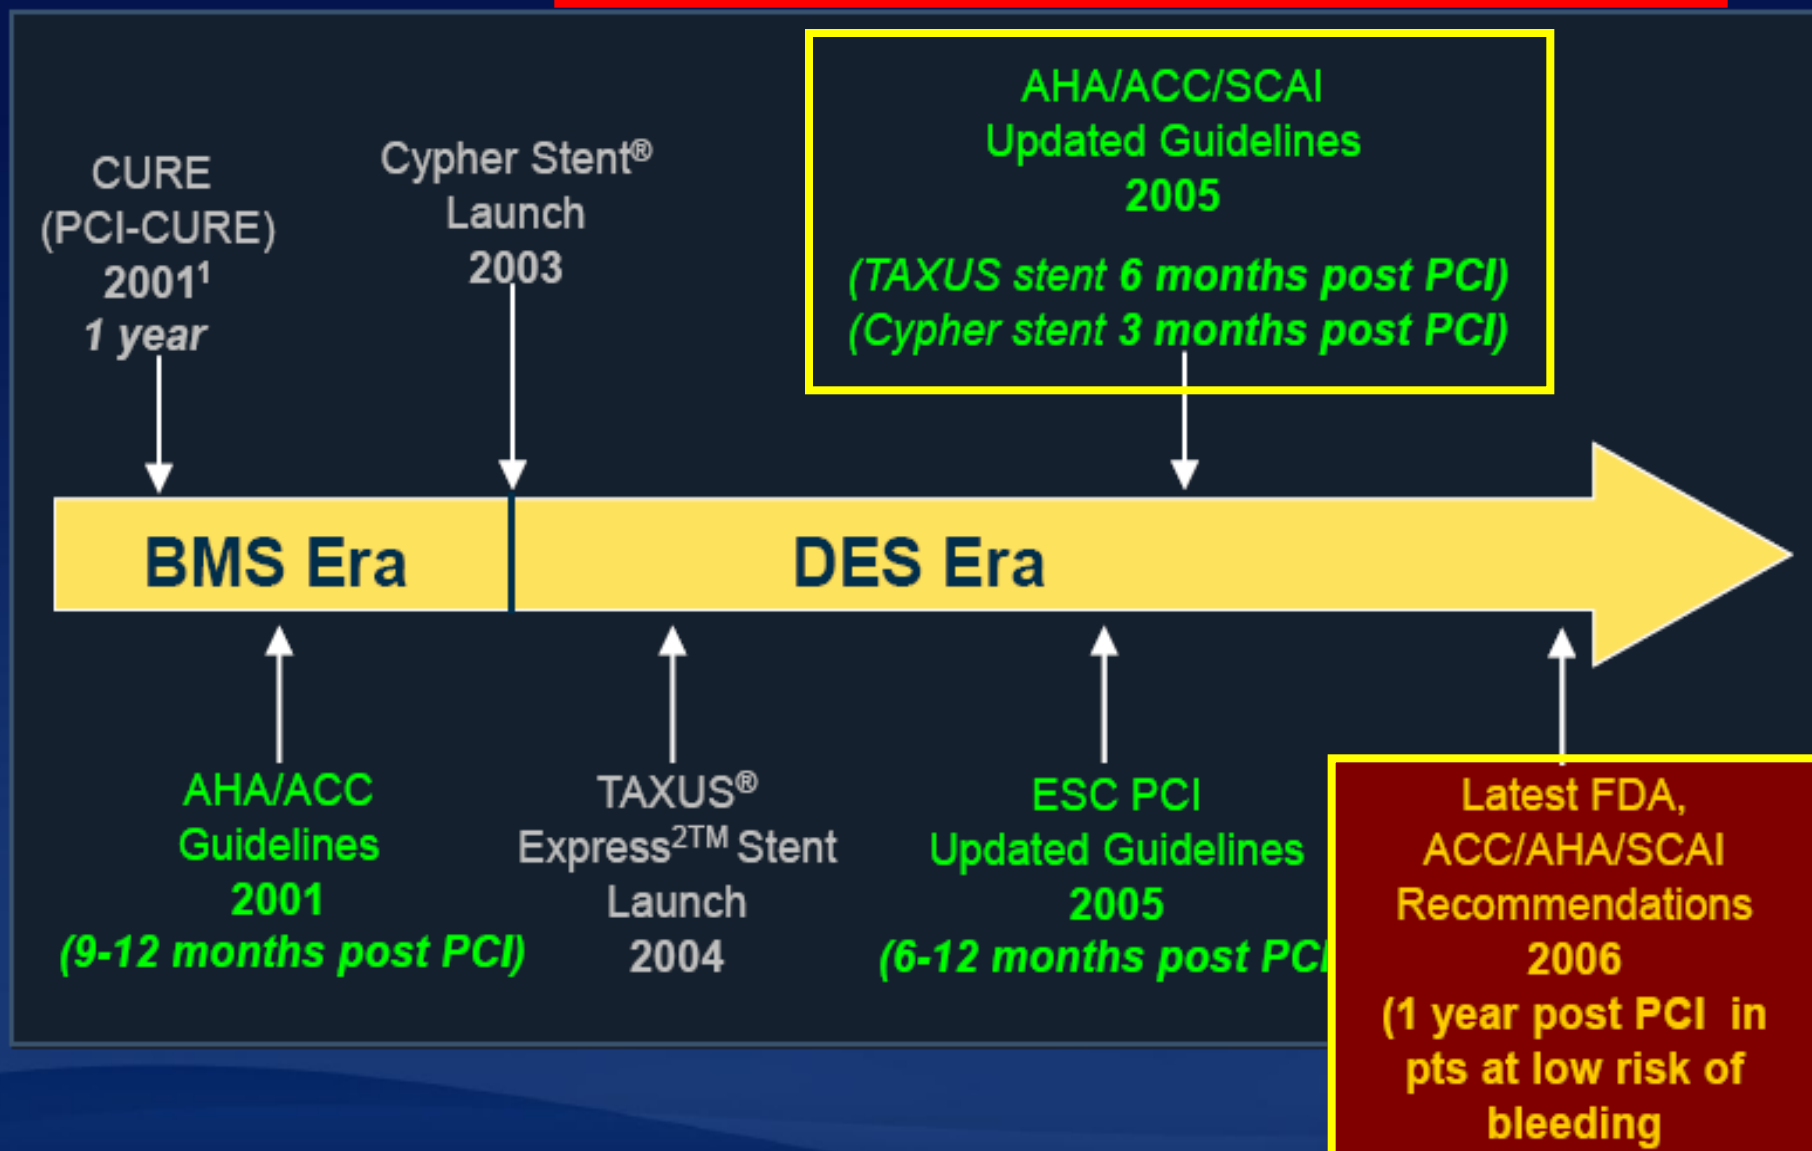 CURE
(PCI-CURE)
2001¹
1 year
Cypher Stent®
Launch
2003
AHA/ACC/SCAI
Updated Guidelines
2005
(TAXUS stent 6 months post PCI)
(Cypher stent 3 months post PCI)
BMS Era
DES Era
AHA/ACC
Guidelines
2001
(9-12 months post PCI)
TAXUS®
Express²™ Stent
Launch
2004
ESC PCI
Updated Guidelines
2005
(6-12 months post PCI
Latest FDA,
ACC/AHA/SCAI
Recommendations
2006
(1 year post PCI in
pts at low risk of
bleeding